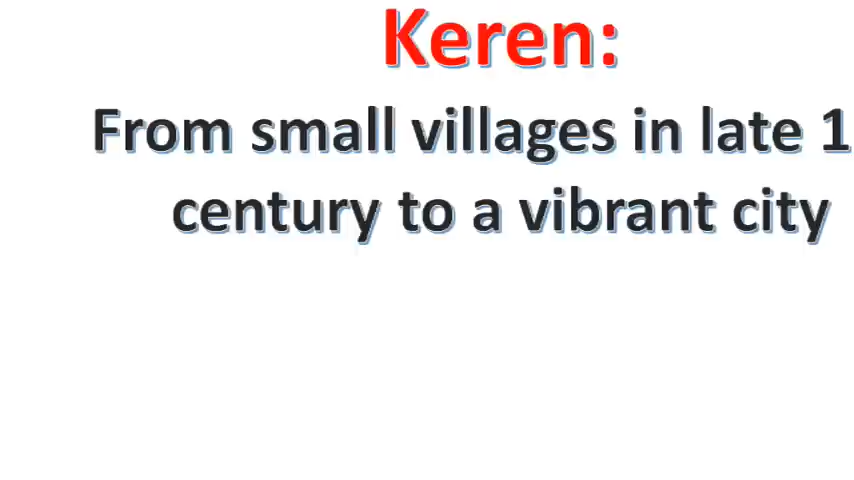 Keren:
From small villages in late 1
century to a vibrant city